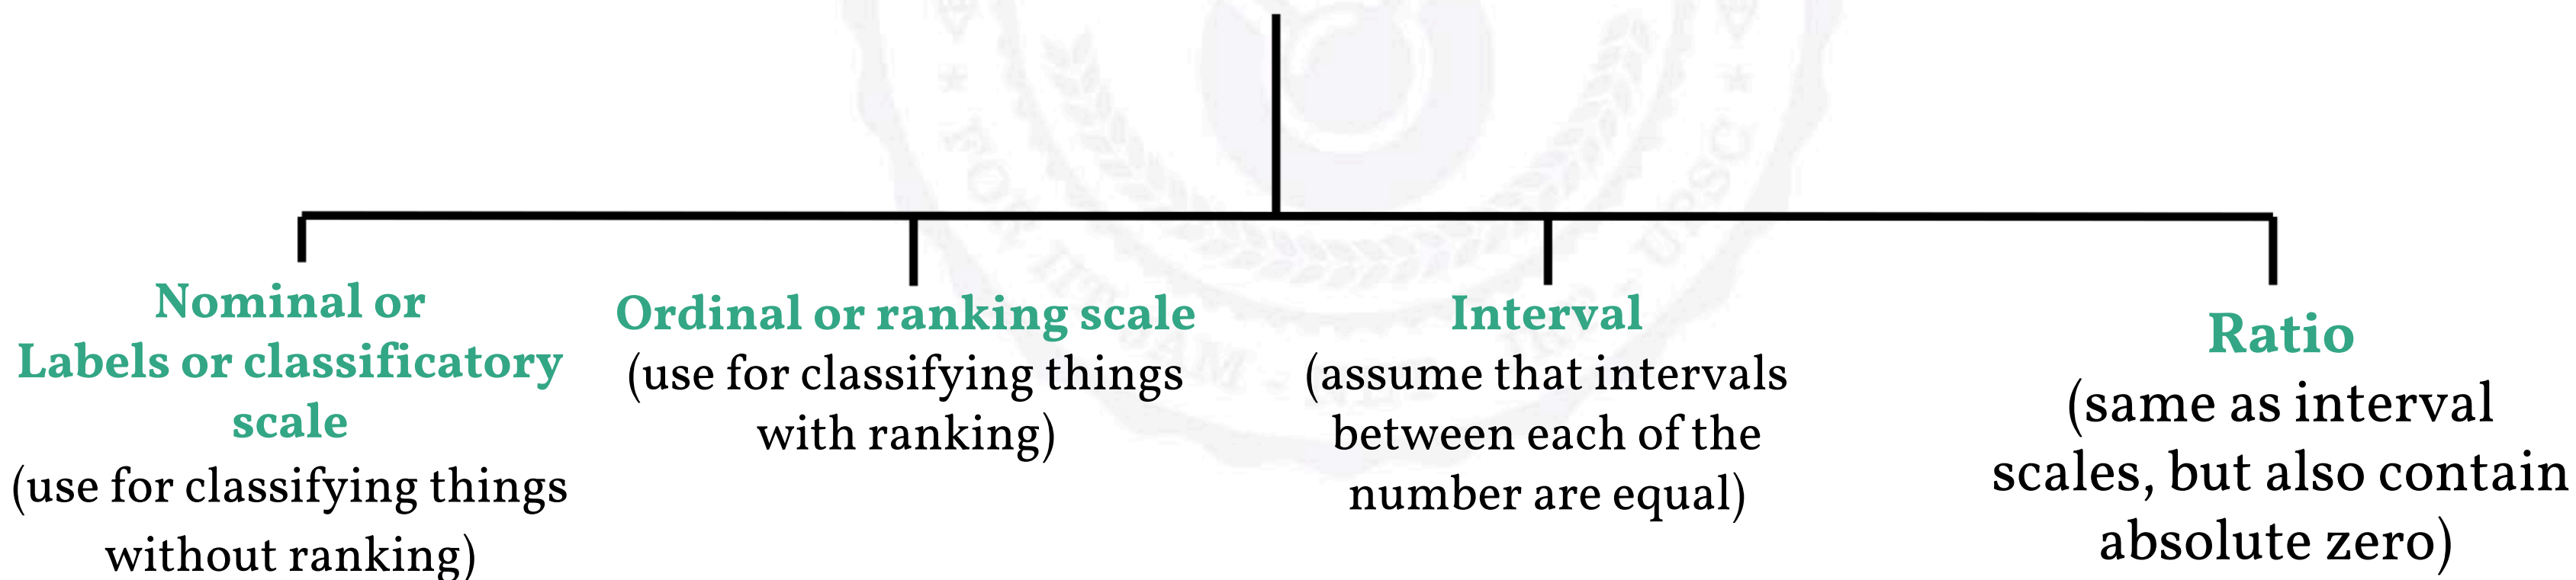 Nominal or
Labels or classificatory
scale
(use for classifying things
without ranking)
Ordinal or ranking scale
(use for classifying things
with ranking)
Interval
(assume that intervals
between each of the
number are equal)
Ratio
(same as interval
scales, but also contain
absolute zero)